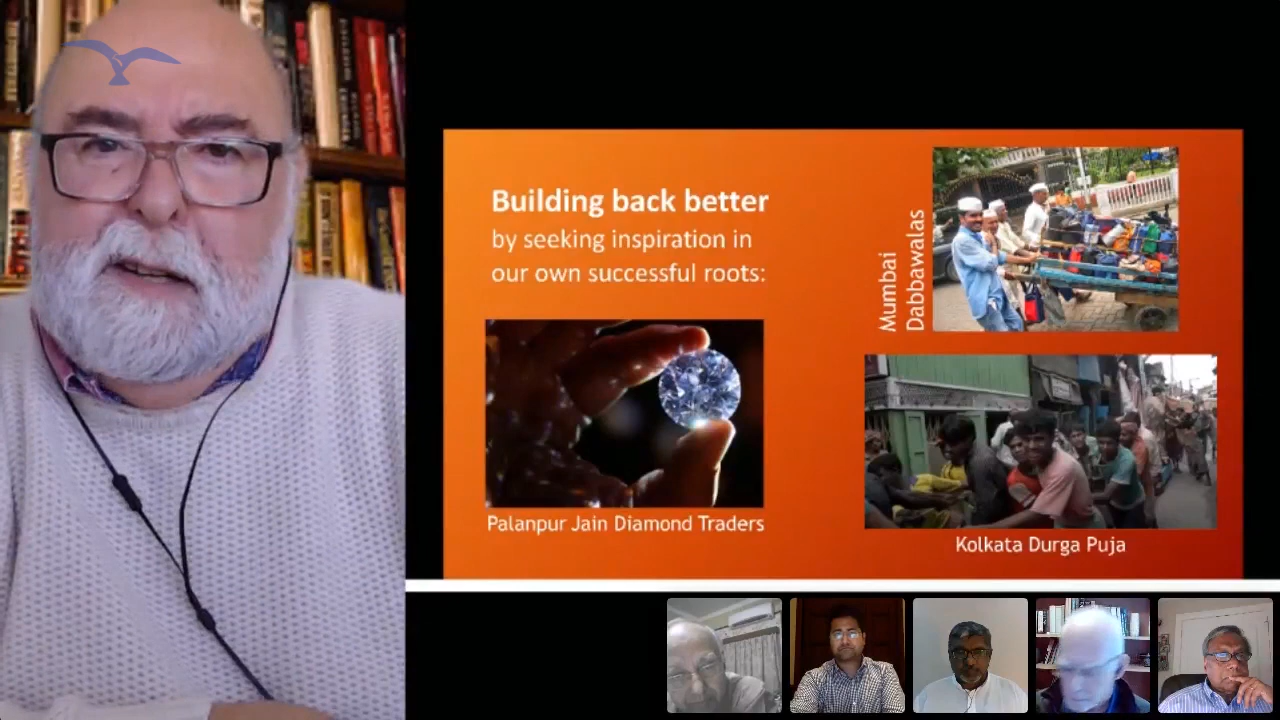 Building back better
by seeking inspiration in
our own successful roots:
Mumbai
Dabbawalas
Palanpur Jain Diamond Traders
Kolkata Durga Puja